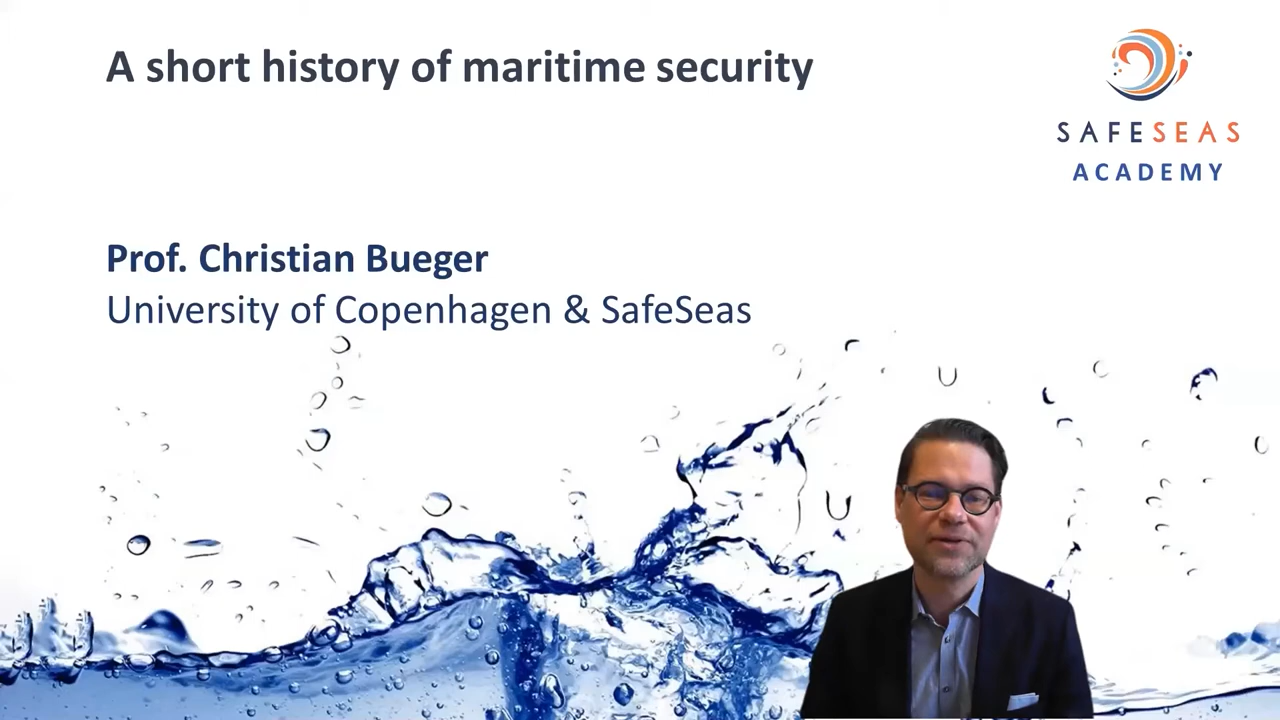 A short history of maritime security
SAFESEAS
ACADEMY
Prof. Christian Bueger
University of Copenhagen & SafeSeas